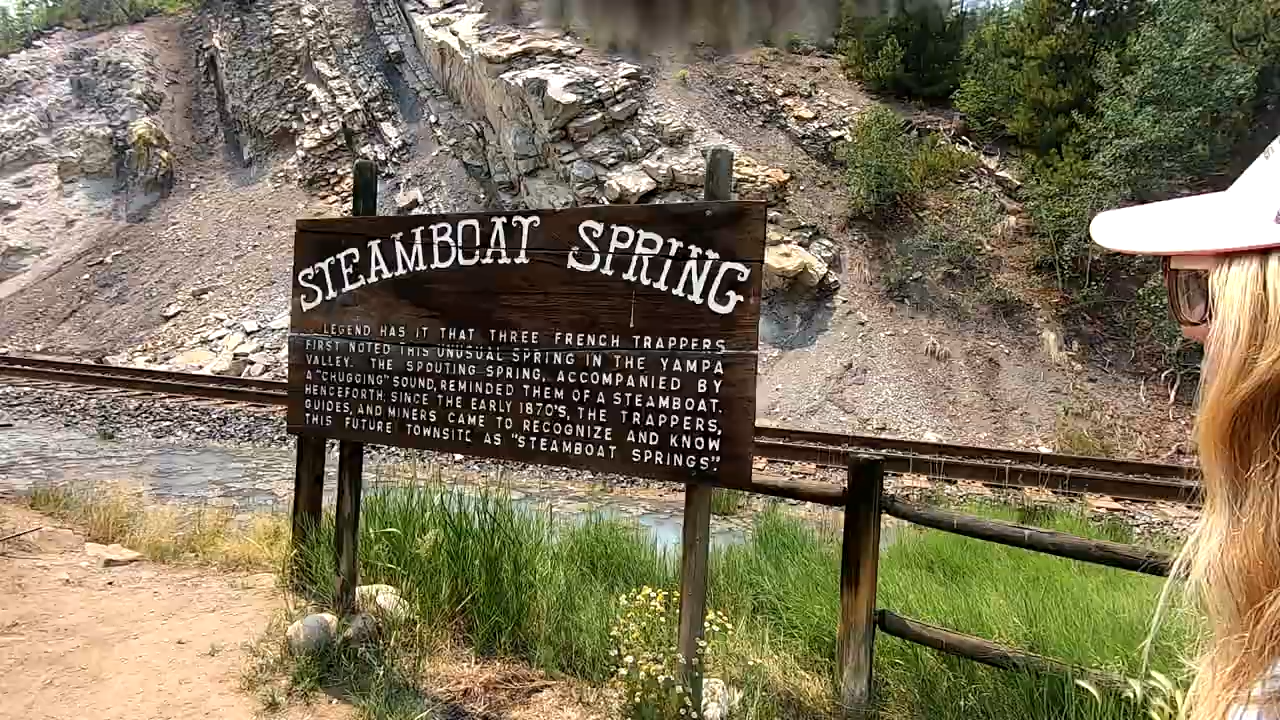 STEAMBOAT SPRING
LEGEND HAS IT THAT THREE FRENCH TRAPPERS
FIRST NOTED THIS UNUSUAL SPRING IN THE YAMPA
VALLEY. THE SPOUTING SPRING, ACCOMPANIED BY
A "CHUGGING" SOUND, REMINDED THEM OF A STEAMBOAT.
HENCEFORTH, SINCE THE EARLY 1870'S, THE TRAPPERS,
GUIDES, AND MINERS CAME TO RECOGNIZE AND KNOW
THIS FUTURE TOWNSITE AS "STEAMBOAT SPRINGS".